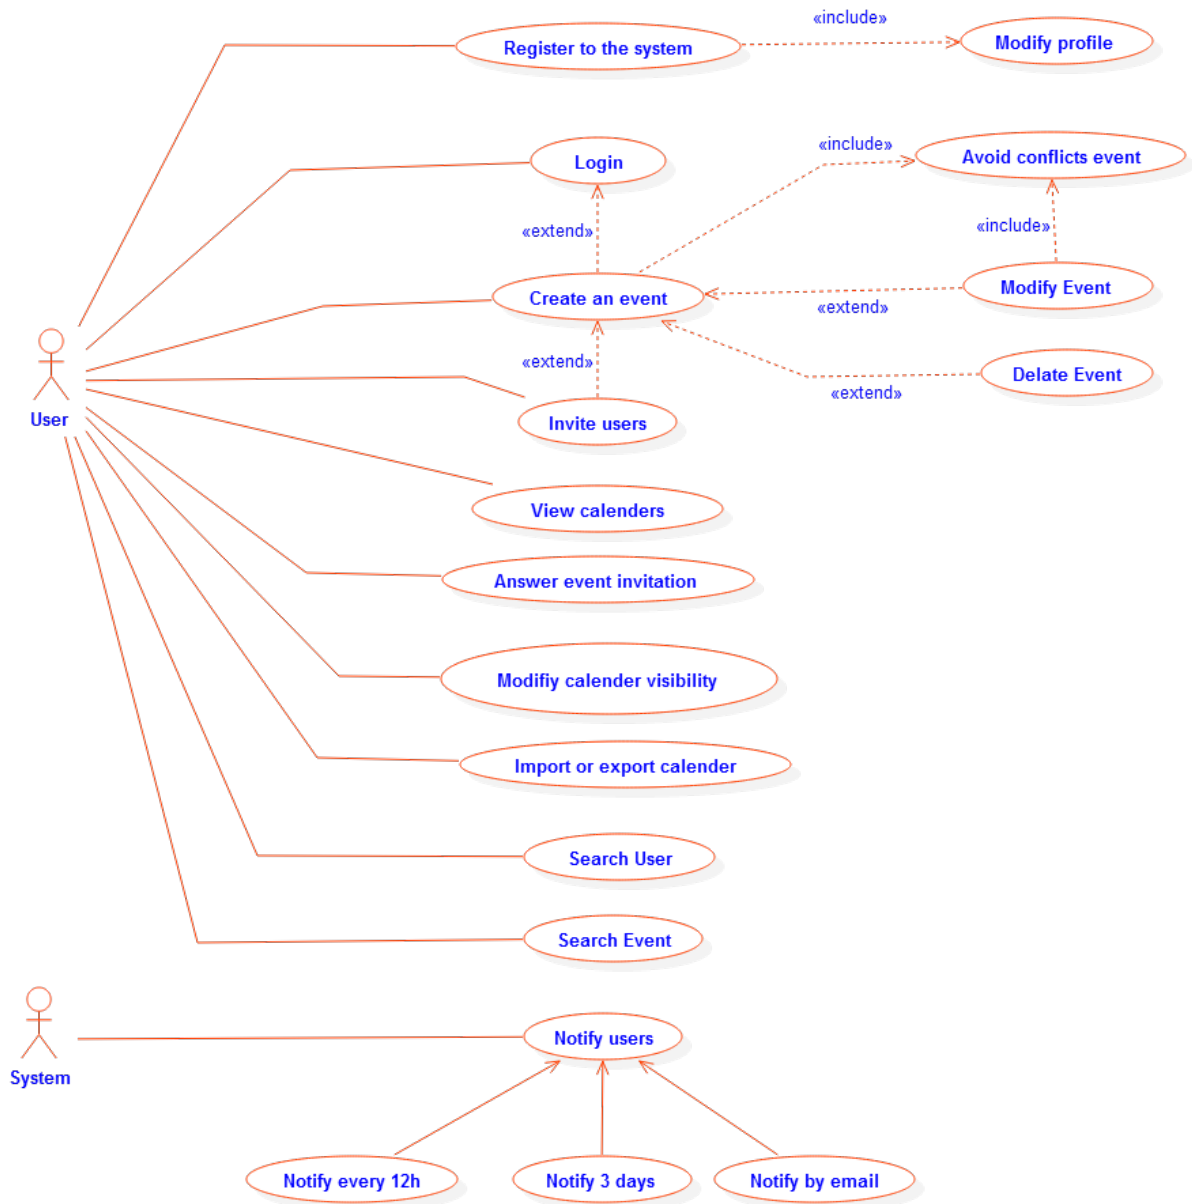 «include»
Register to the system
Modify profile
«include»
Avoid conflicts event
Login
«include»
«extend»
Create an event
Modify Event
«extend»
«extend»
Delate Event
«extend»
User
Invite users
View calenders
Answer event invitation
Modifiy calender visibility
Import or export calender
Search User
Search Event
Notify users
System
Notify every 12h
Notify 3 days
Notify by email